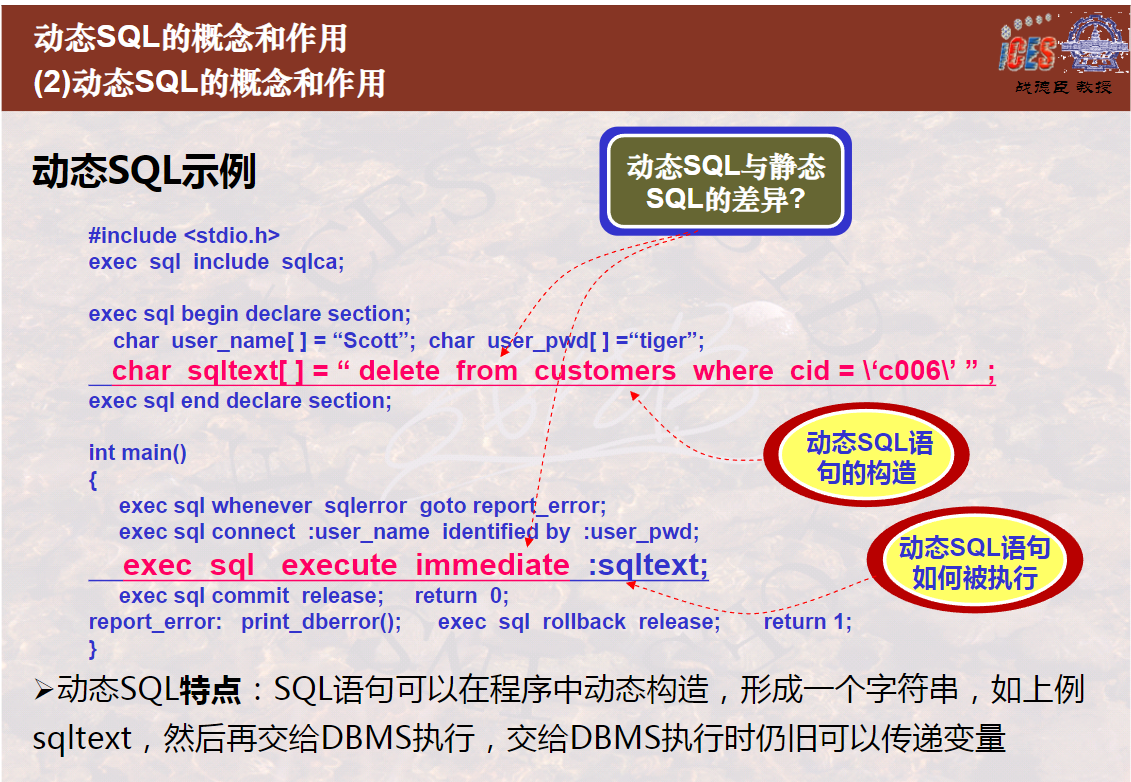 动态SQL的概念和作用
(2)动态SQL的概念和作用
iCES
战德臣 教授
动态SQL示例
动态SQL与静态
SQL的差异?
#include <stdio.h>
exec sql include sqlca;
exec sql begin declare section;
char user_name[ ] = “Scott”; char user_pwd[ ] =“tiger”;
char sqltext[ ] = “ delete from customers where cid = \‘c006\’ ” ;
exec sql end declare section;
动态SQL语
句的构造
int main()
{
exec sql whenever sqlerror goto report_error;
exec sql connect :user_name identified by :user_pwd;
exec sql execute immediate :sqltext;
动态SQL语句
如何被执行
exec sql commit release; return 0;
report_error: print_dberror(); exec sql rollback release; return 1;
}
➢动态SQL特点：SQL语句可以在程序中动态构造，形成一个字符串，如上例
sqltext，然后再交给DBMS执行，交给DBMS执行时仍旧可以传递变量